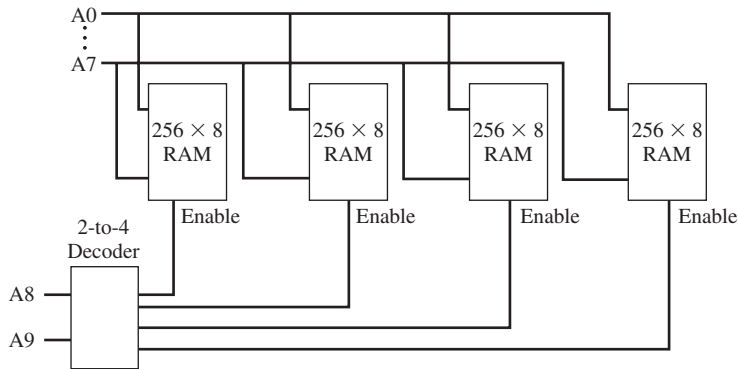 A0
A7
256 × 8
RAM
256 × 8
RAM
256 × 8
RAM
256 × 8
RAM
Enable
Enable
Enable
Enable
2-to-4
Decoder
A8
A9